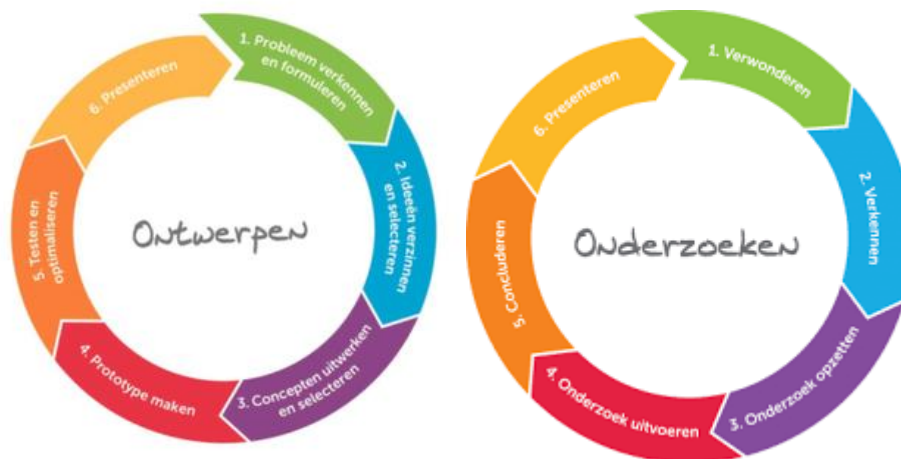 1. Probleem verkennen
en formuleren
2. Ideeën verzinnen
en selecteren
3. Concepten uitwerken
en selecteren
4. Prototype maken
5. Testen en
optimaliseren
6. Presenteren
Ontwerpen
1. Verwonderen
2. Verkennen
3. Onderzoek opzetten
4. Onderzoek uitvoeren
5. Concluderen
6. Presenteren
Onderzoeken